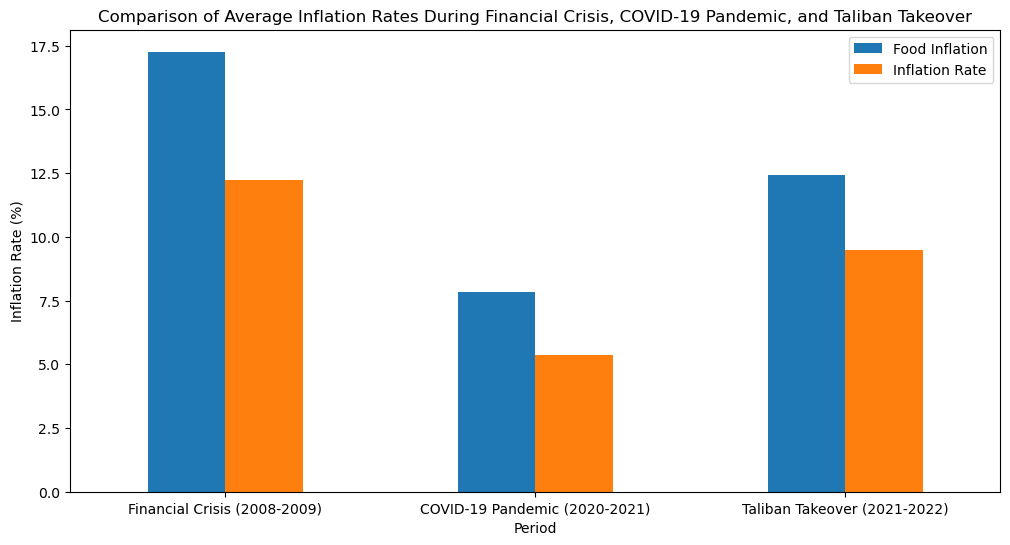 Comparison of Average Inflation Rates During Financial Crisis, COVID-19 Pandemic, and Taliban Takeover
Food Inflation
Inflation Rate
Inflation Rate (%)
17.5
15.0
12.5
10.0
7.5
5.0
2.5
0.0
Financial Crisis (2008-2009)
COVID-19 Pandemic (2020-2021)
Taliban Takeover (2021-2022)
Period